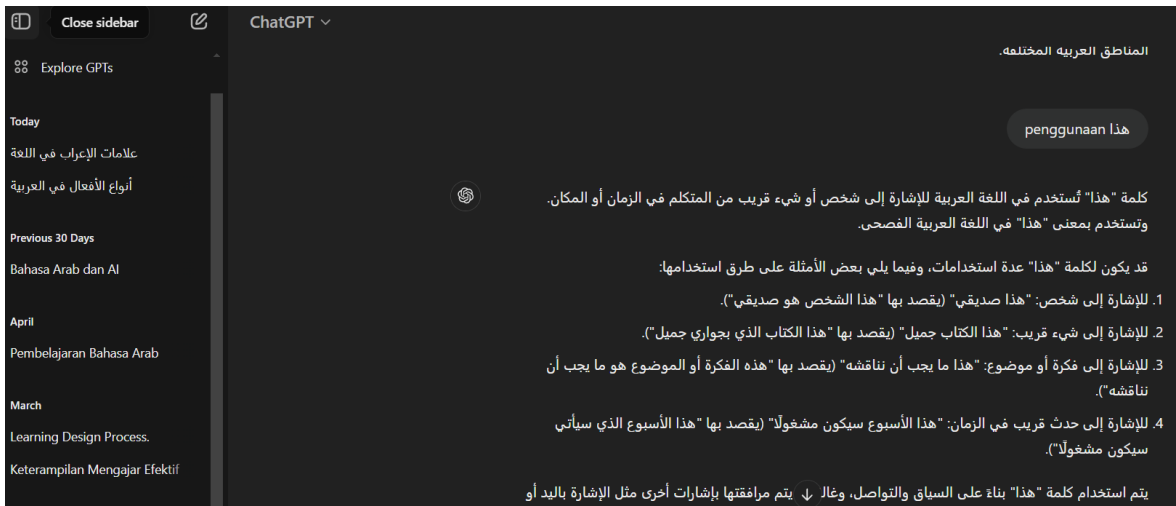 Close sidebar
ChatGPT
Explore GPTs
Today
علامات الإعراب في اللغة
أنواع الأفعال في العربية
Previous 30 Days
Bahasa Arab dan AI
April
Pembelajaran Bahasa Arab
March
Learning Design Process.
Keterampilan Mengajar Efektif
المناطق العربية المختلفة.
هذا penggunaan
كلمة "هذا" تُستخدم في اللغة العربية للإشارة إلى شخص أو شيء قريب من المتكلم في الزمان أو المكان.
وتستخدم بمعنى "هذا" في اللغة العربية الفصحى.
قد يكون لكلمة "هذا" عدة استخدامات، وفيما يلي بعض الأمثلة على طرق استخدامها:
1. للإشارة إلى شخص: "هذا صديقي" (يقصد بها "هذا الشخص هو صديقي").
2. للإشارة إلى شيء قريب: "هذا الكتاب جميل" (يقصد بها "هذا الكتاب الذي بجواري جميل").
3. للإشارة إلى فكرة أو موضوع: "هذا ما يجب أن نناقشه" (يقصد بها "هذه الفكرة أو الموضوع هو ما يجب أن
نناقشه").
4. للإشارة إلى حدث قريب في الزمان: "هذا الأسبوع سيكون مشغولًا" (يقصد بها "هذا الأسبوع الذي سيأتي
سيكون مشغولًا").
يتم استخدام كلمة "هذا" بناءً على السياق والتواصل، وغال يتم مرافقتها بإشارات أخرى مثل الإشارة باليد أو